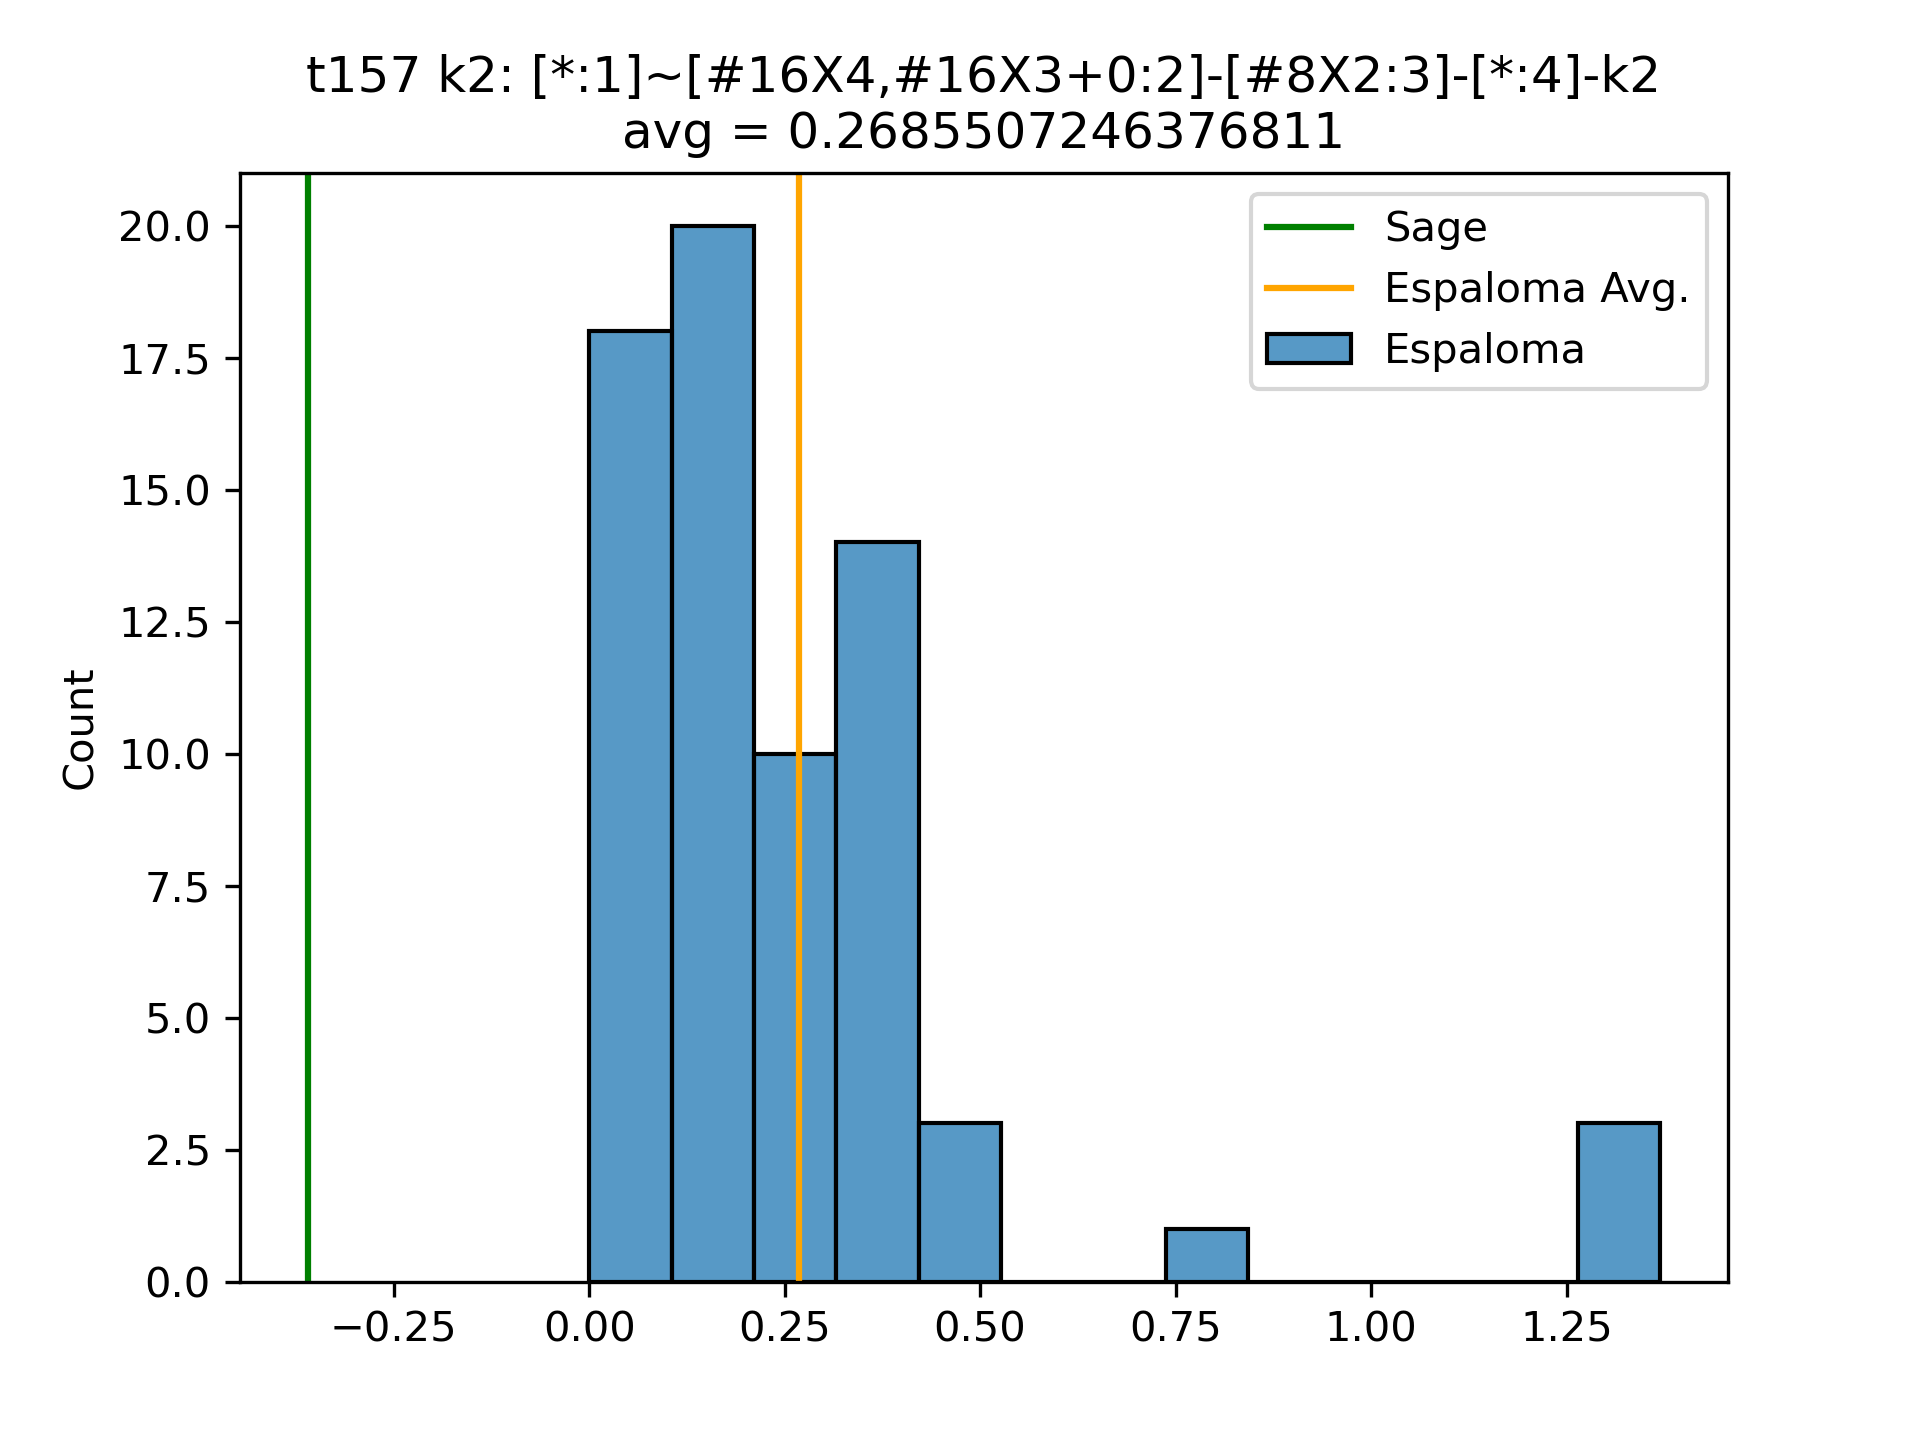 t157 k2: [*:1]~[#16X4,#16X3+0:2]-[#8X2:3]-[*:4]-k2
avg = 0.2685507246376811
Sage
Espaloma Avg.
Espaloma
20.0
17.5
15.0
12.5
10.0
7.5
5.0
2.5
0.0
Count
−0.25 0.00 0.25 0.50 0.75 1.00 1.25